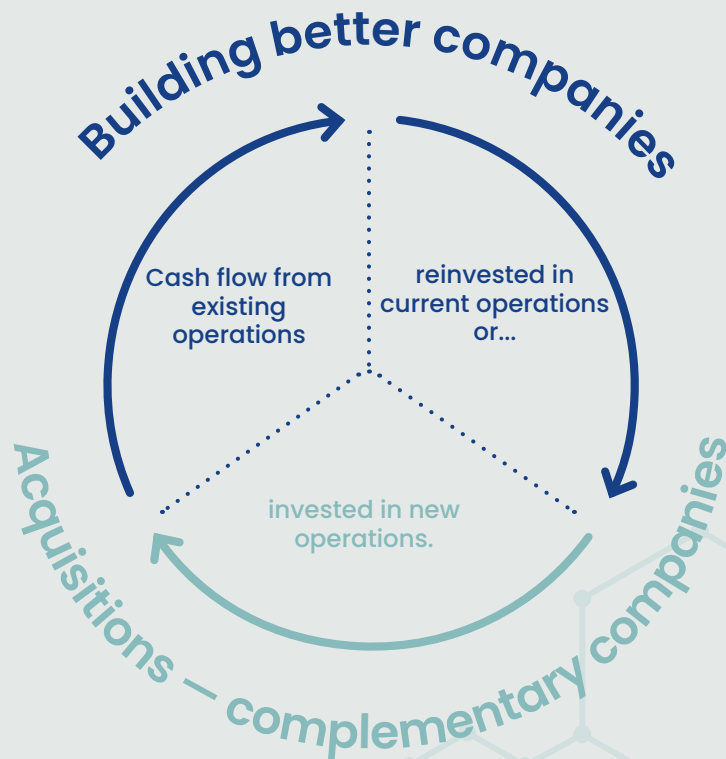 Building better companies
Cash flow from
existing
operations
reinvested in
current operations
or...
invested in new
operations.
Acquisitions – complementary companies